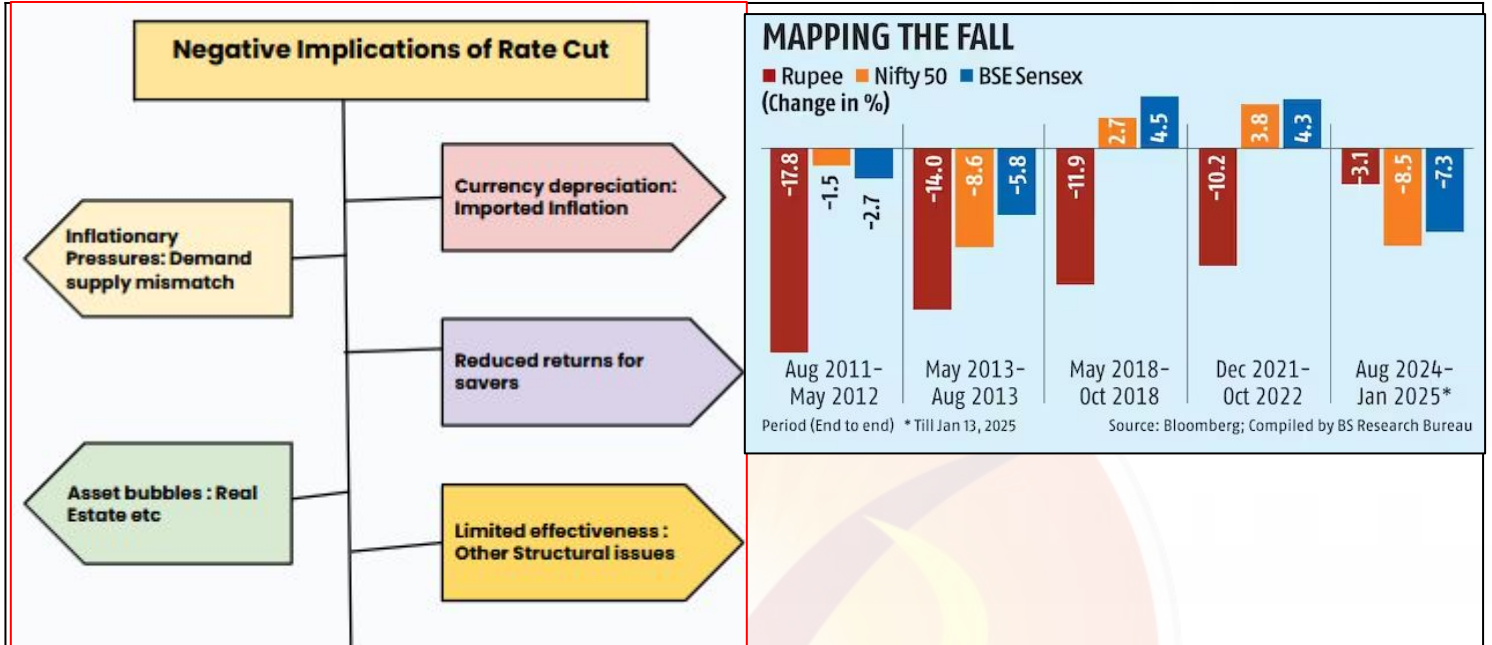 Negative Implications of Rate Cut
Currency depreciation:
Imported Inflation
Inflationary
Pressures: Demand
supply mismatch
Reduced returns for
savers
Asset bubbles : Real
Estate etc
Limited effectiveness :
Other Structural issues
MAPPING THE FALL
Rupee Nifty 50 BSE Sensex
(Change in %)
-17.8 -1.5 -2.7
-14.0 -8.6 -5.8
-11.9 2.7 4.5
-10.2 3.8 4.3
-3.1 -8.5 -7.3
Aug 2011- May 2013- May 2018- Dec 2021- Aug 2024-
May 2012 Aug 2013 Oct 2018 Oct 2022 Jan 2025*
Period (End to end) * Till Jan 13, 2025 Source: Bloomberg; Compiled by BS Research Bureau